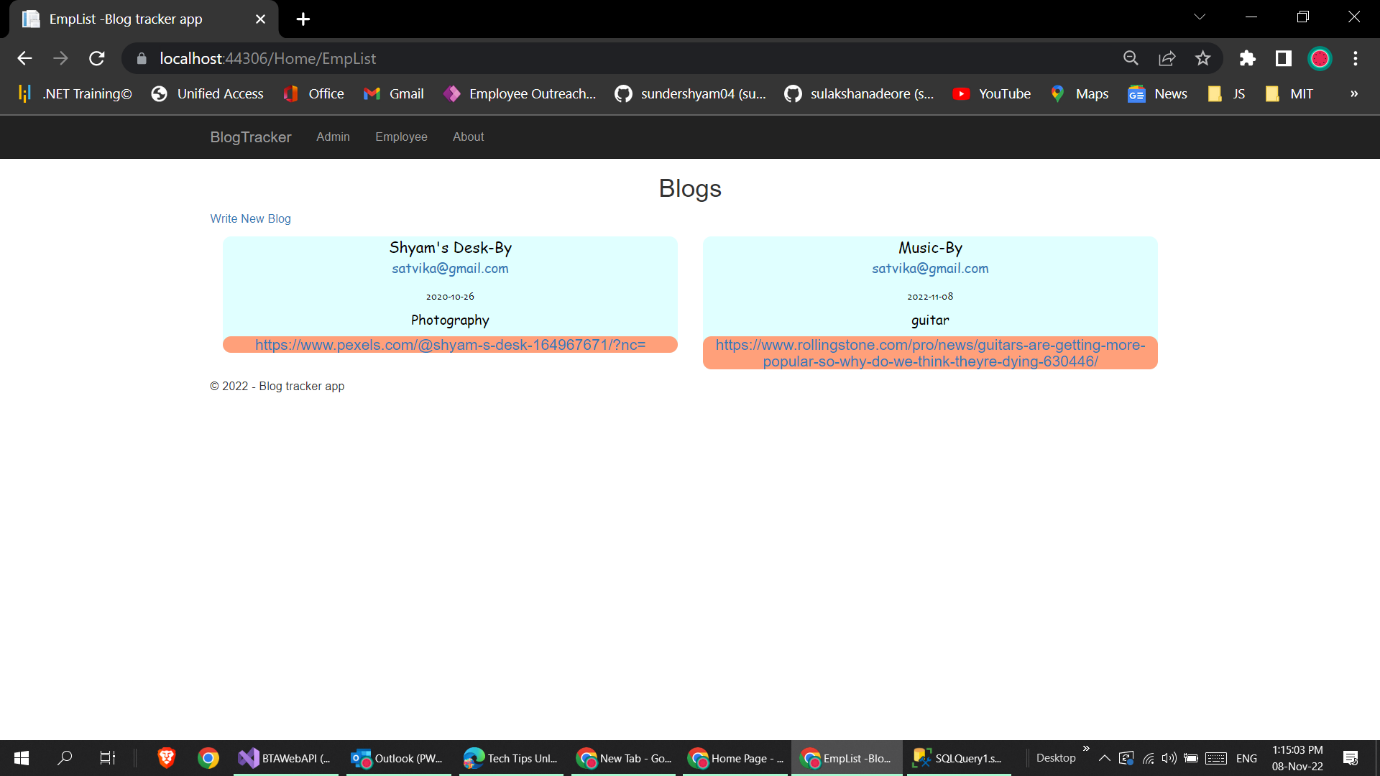 EmpList -Blog tracker app
localhost:44306/Home/EmpList
.NET Training© Unified Access Office Gmail Employee Outreach... sundershyam04 (su... sulakshanadeore (s... YouTube Maps News JS MIT »
BlogTracker Admin Employee About
Blogs
Write New Blog
Shyam's Desk-By
satvika@gmail.com
2020-10-26
Photography
https://www.pexels.com/@shyam-s-desk-164967671/?nc=
Music-By
satvika@gmail.com
2022-11-08
guitar
https://www.rollingstone.com/pro/news/guitars-are-getting-more-
popular-so-why-do-we-think-theyre-dying-630446/
© 2022 - Blog tracker app
BTAWebAPI (... Outlook (PW... Tech Tips Unl... New Tab - Go... Home Page - ... EmpList -Blo... SQLQuery1.s... Desktop » ENG 1:15:03 PM
08-Nov-22